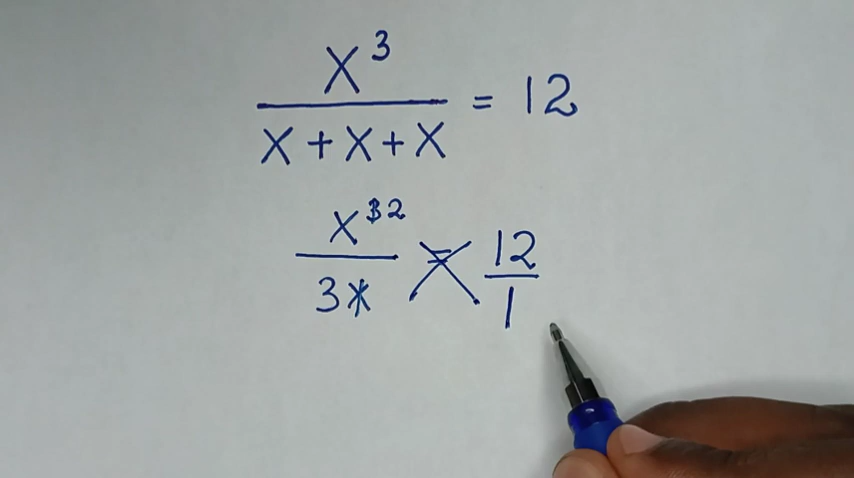 x³/(x + x + x) = 12
x³²/3x = 12/1